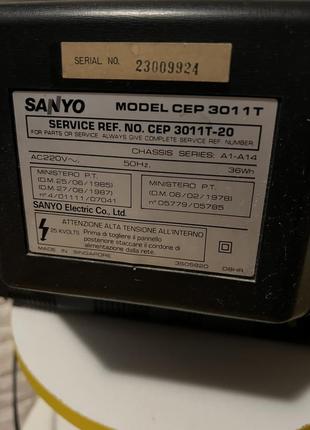 SERIAL NO. 23009924
SANYO MODEL CEP 3011T
SERVICE REF. NO. CEP 3011T-20
FOR PARTS OR SERVICE. ALWAYS GIVE COMPLETE SERVICE REF. NUMBER.
CHASSIS SERIES: A1-A14
AC220V~, 50Hz. 36Wh
MINISTERO P.T.
(D.M.25/06/1985)
(D.M.27/08/1987)
n° 4/01111/07041
MINISTERO P.T.
(D.M. 06/02/1978)
n° 05779/05785
SANYO Electric Co., Ltd.
25 KVOLTS
ATTENZIONE ALTA TENSIONE ALL'INTERNO
Prima di togliere il pannello
posteriore staccare il cordone di
alimentazione dalla rete.
MADE IN SINGAPORE 3505920 08HR